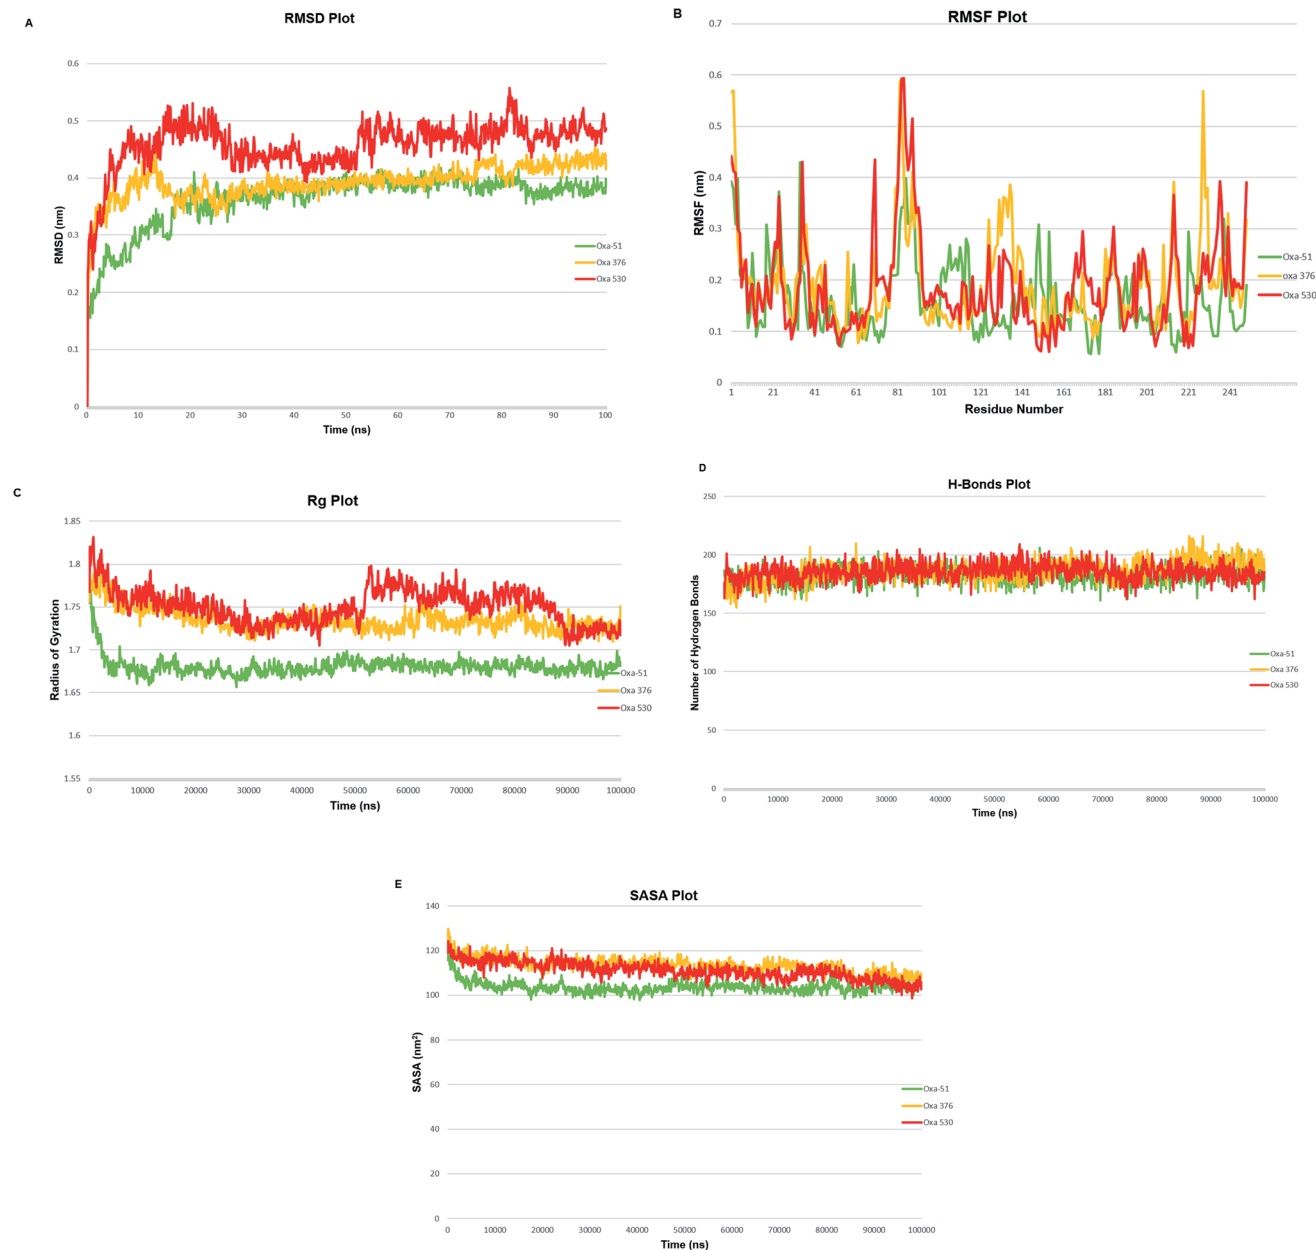 A
RMSD Plot
0.6
0.5
0.4
0.3
0.2
0.1
0
RMSD (nm)
0 10 20 30 40 50 60 70 80 90 100
Time (ns)
Oxa-51
Oxa 376
Oxa 530
B
RMSF Plot
0.7
0.6
0.5
0.4
0.3
0.2
0.1
0
RMSF (nm)
1 21 41 61 81 101 121 141 161 181 201 221 241
Residue Number
Oxa-51
oxa 376
Oxa 530
C
Rg Plot
1.85
1.8
1.75
1.7
1.65
1.6
1.55
Radius of Gyration
0 10000 20000 30000 40000 50000 60000 70000 80000 90000 100000
Time (ns)
Oxa-51
Oxa 376
Oxa 530
D
H-Bonds Plot
250
200
150
100
50
0
Number of Hydrogen Bonds
0 10000 20000 30000 40000 50000 60000 70000 80000 90000 100000
Time (ns)
Oxa-51
Oxa 376
Oxa 530
E
SASA Plot
140
120
100
80
60
40
20
0
SASA (nm²)
0 10000 20000 30000 40000 50000 60000 70000 80000 90000 100000
Time (ns)
Oxa-51
Oxa 376
Oxa 530